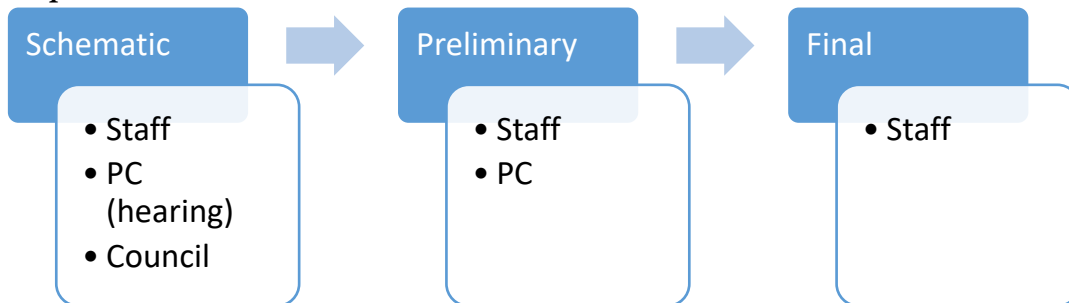 Schematic
• Staff
• PC
(hearing)
• Council
Preliminary
• Staff
• PC
Final
• Staff